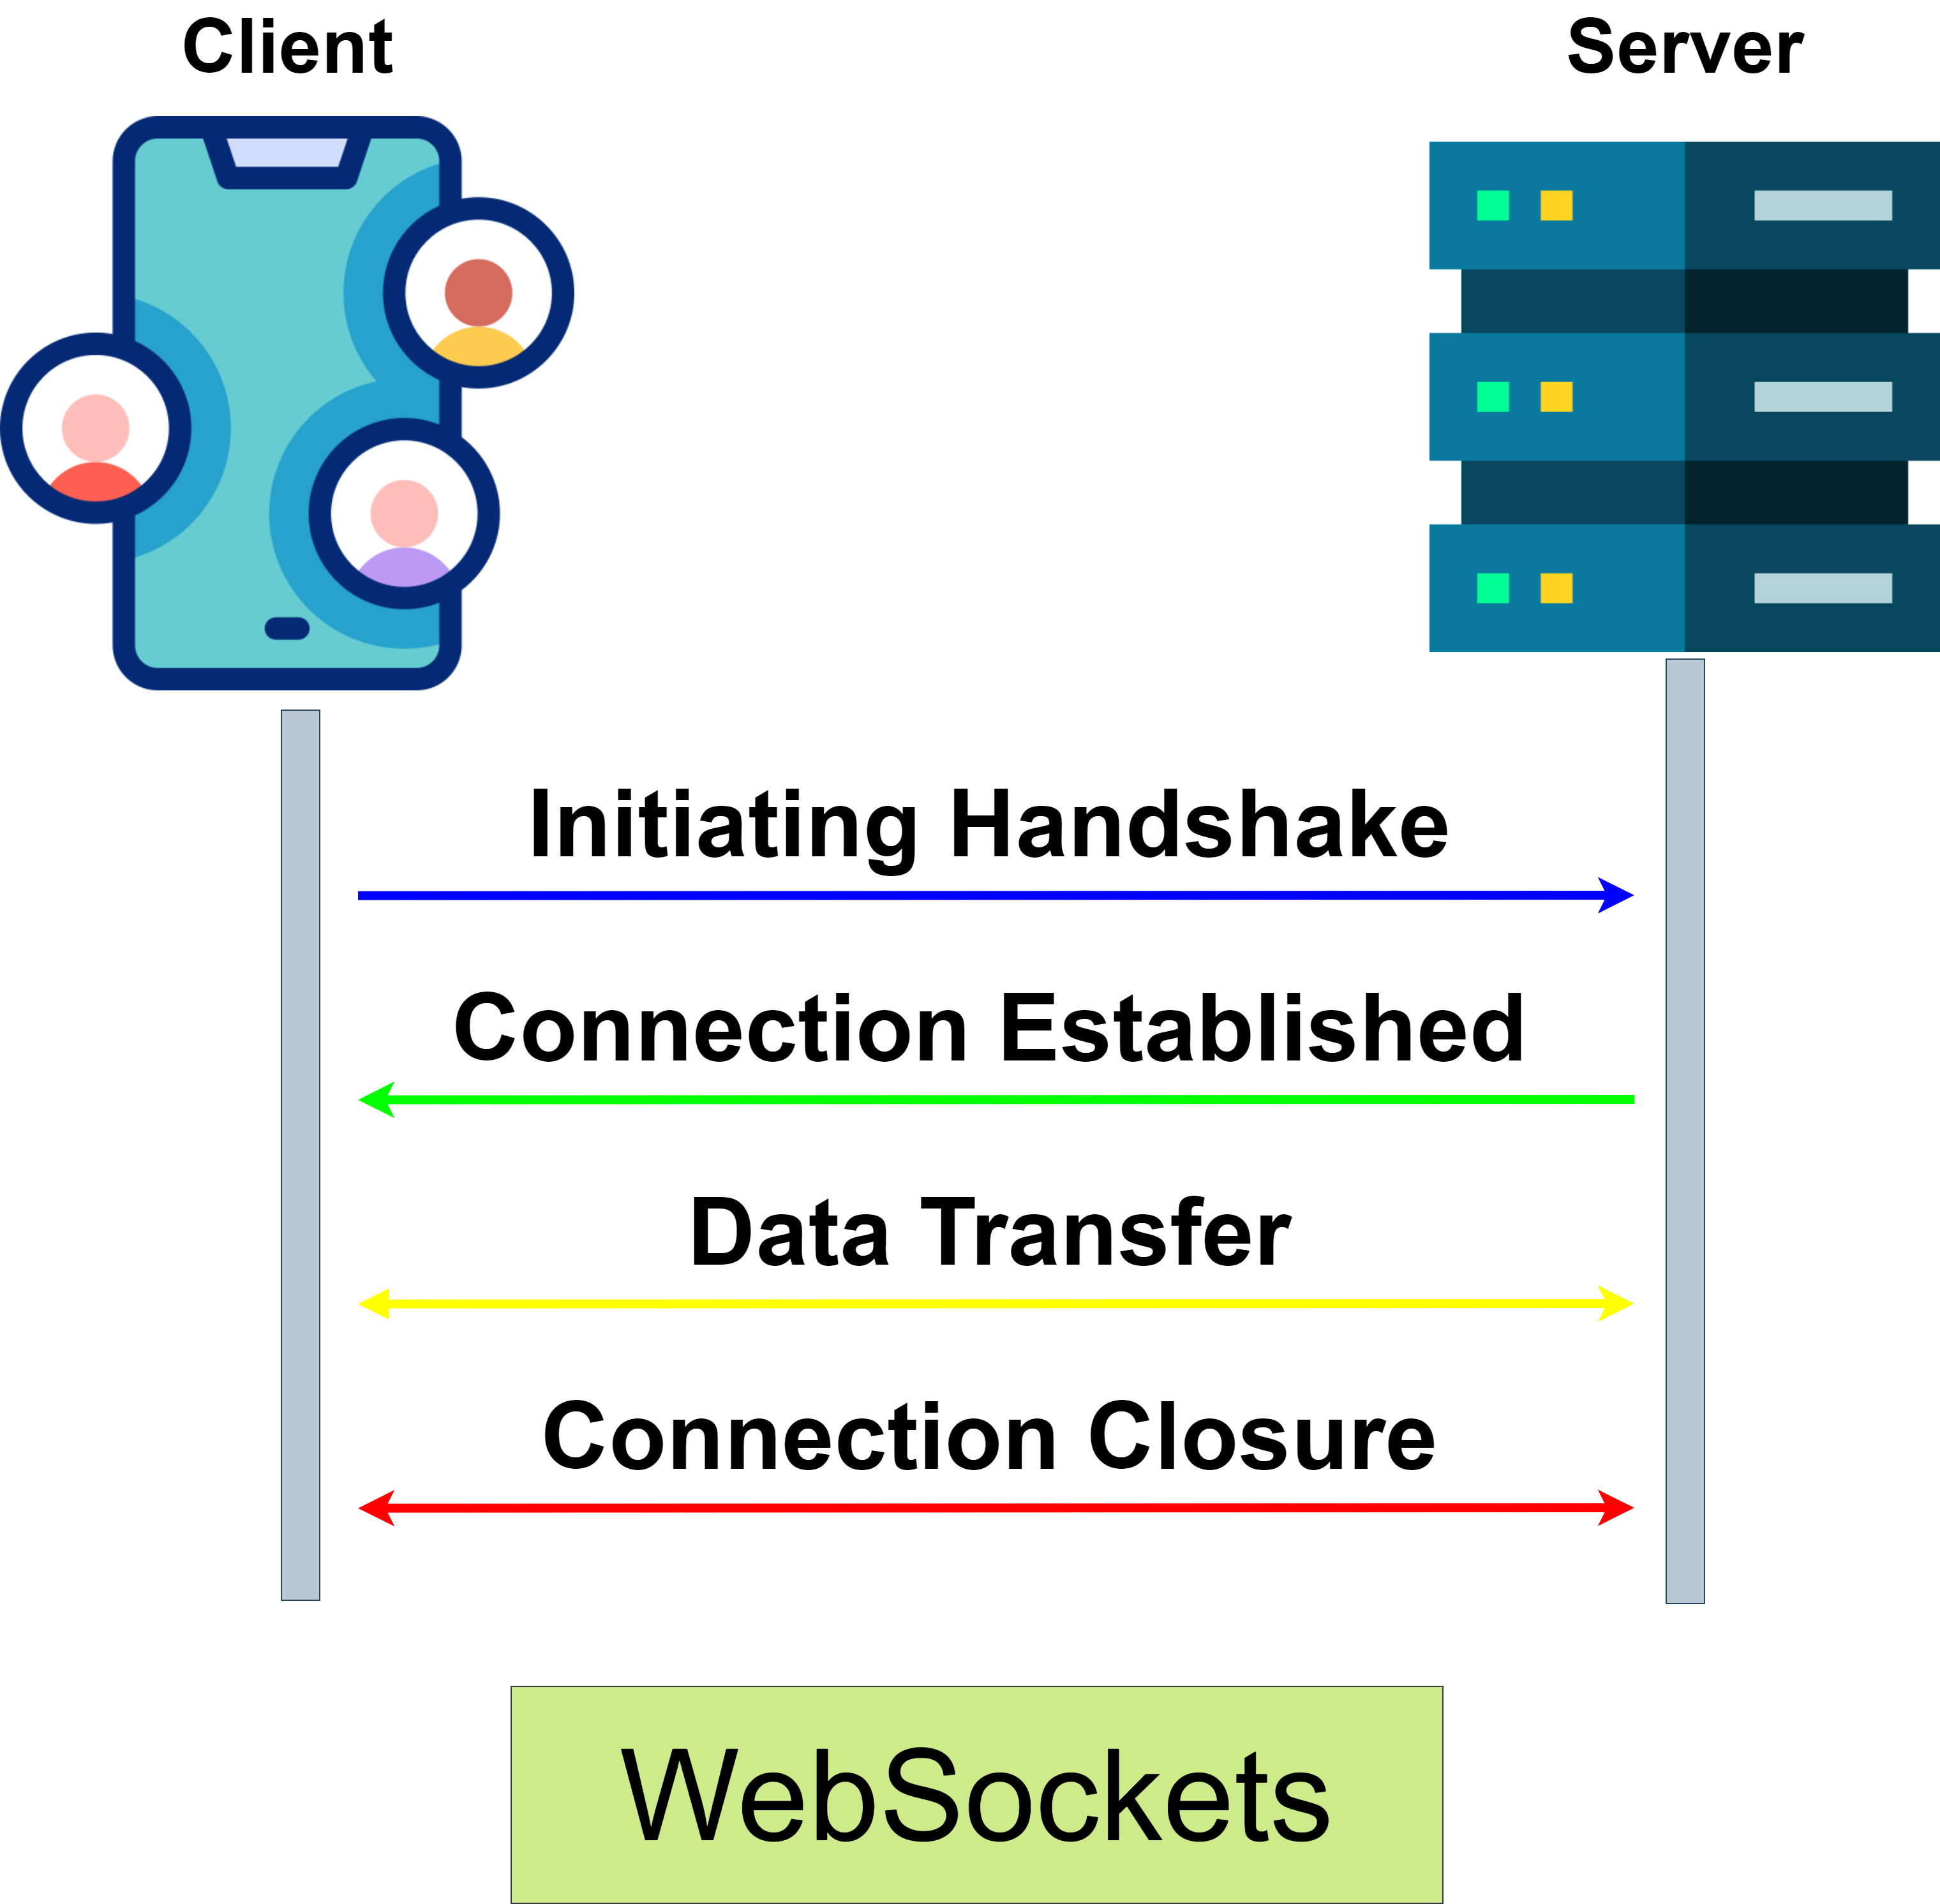 Client
Server
Initiating Handshake
Connection Established
Data Transfer
Connection Closure
WebSockets